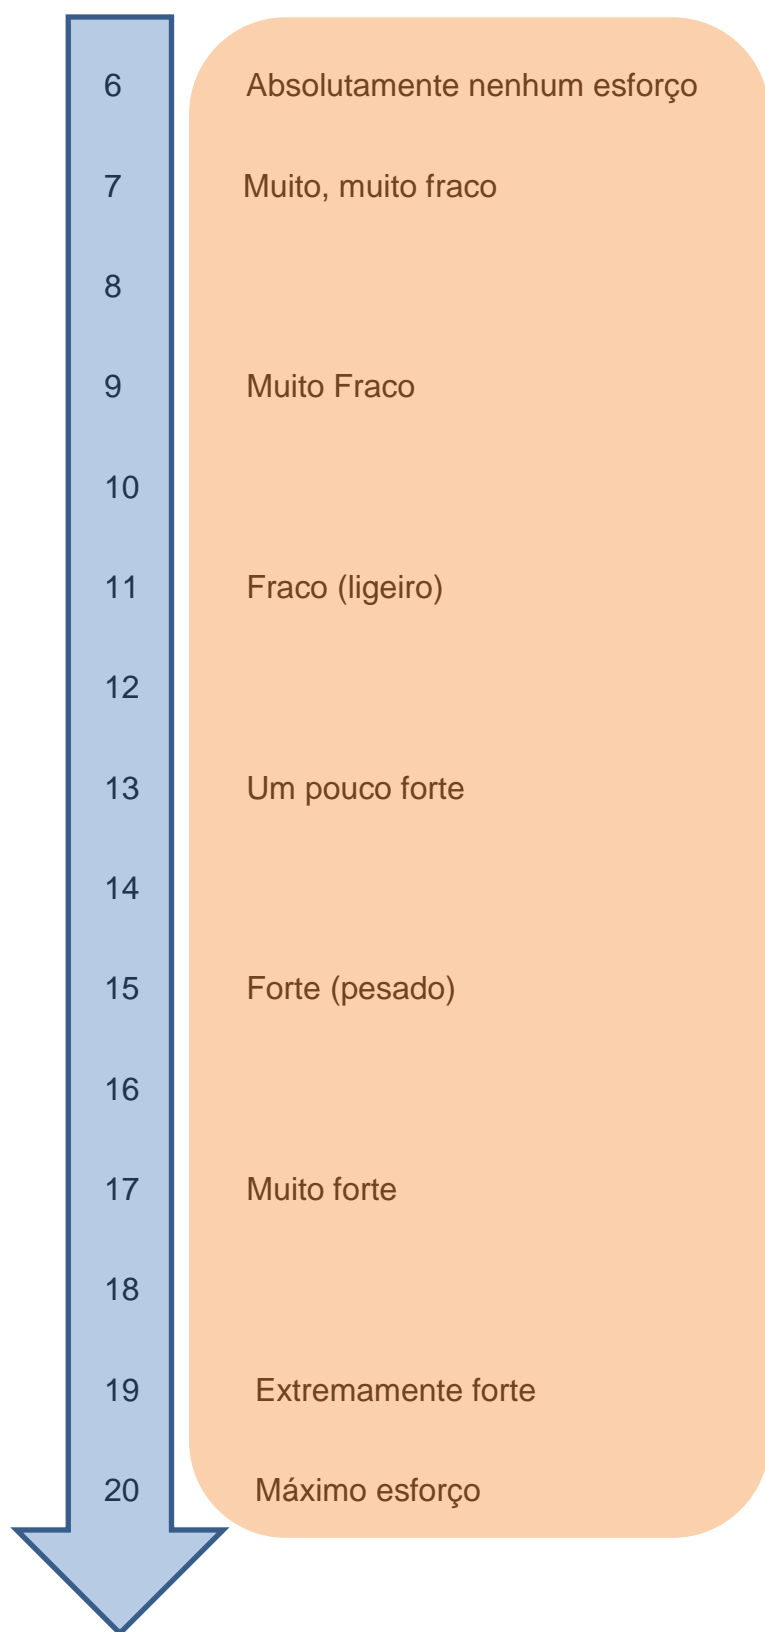 6 Absolutamente nenhum esforço
7 Muito, muito fraco
8
9 Muito Fraco
10
11 Fraco (ligeiro)
12
13 Um pouco forte
14
15 Forte (pesado)
16
17 Muito forte
18
19 Extremamente forte
20 Máximo esforço